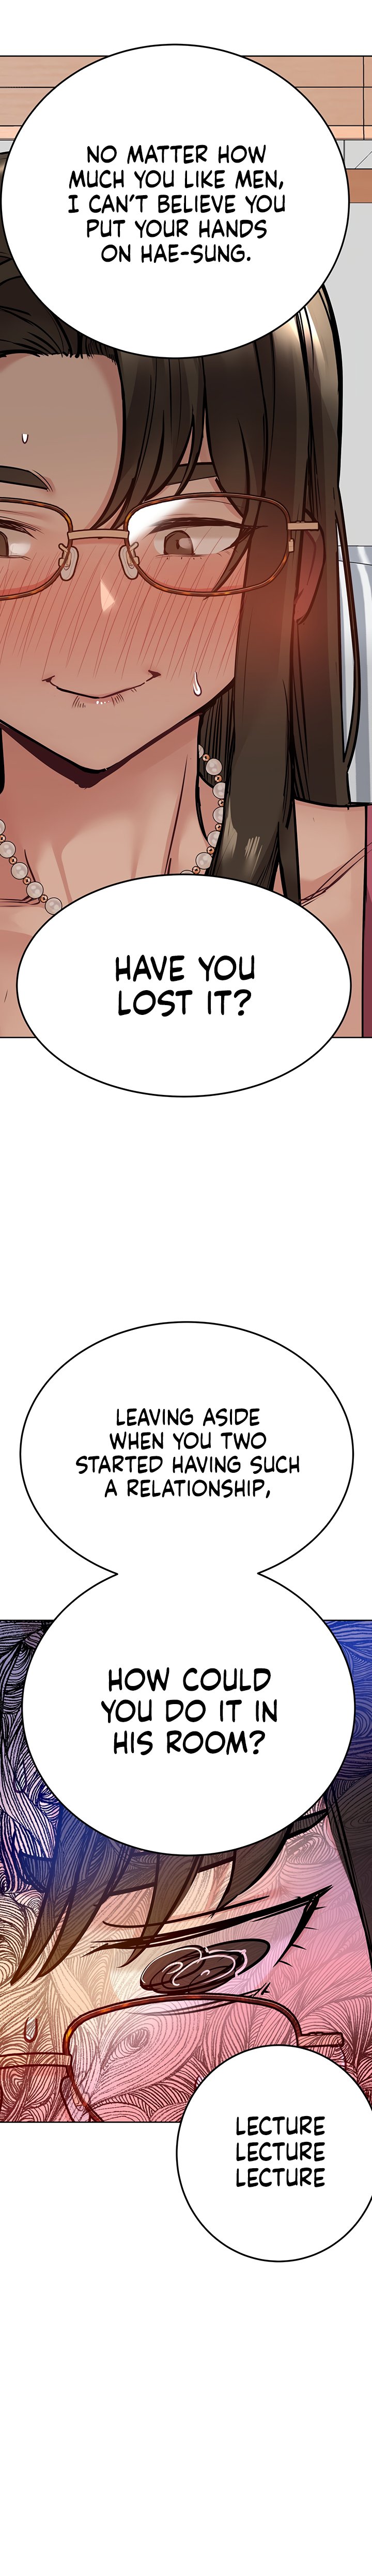 NO MATTER HOW
MUCH YOU LIKE MEN,
I CAN'T BELIEVE YOU
PUT YOUR HANDS
ON HAE-SUNG.
HAVE YOU
LOST IT?
LEAVING ASIDE
WHEN YOU TWO
STARTED HAVING SUCH
A RELATIONSHIP,
HOW COULD
YOU DO IT IN
HIS ROOM?
LECTURE
LECTURE
LECTURE